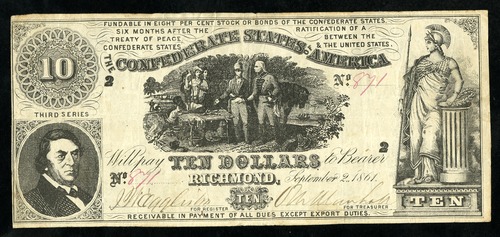 FUNDABLE IN EIGHT PER CENT STOCK OR BONDS OF THE CONFEDERATE STATES.
SIX MONTHS AFTER THE RATIFICATION OF A
TREATY OF PEACE BETWEEN THE
CONFEDERATE STATES & THE UNITED STATES.
THE CONFEDERATE STATES OF AMERICA
10
2
No. 871
THIRD SERIES
2
Will pay TEN DOLLARS to Bearer
No. 871
RICHMOND, September 2, 1861.
TEN
FOR REGISTER
FOR TREASURER
TEN
RECEIVABLE IN PAYMENT OF ALL DUES EXCEPT EXPORT DUTIES.